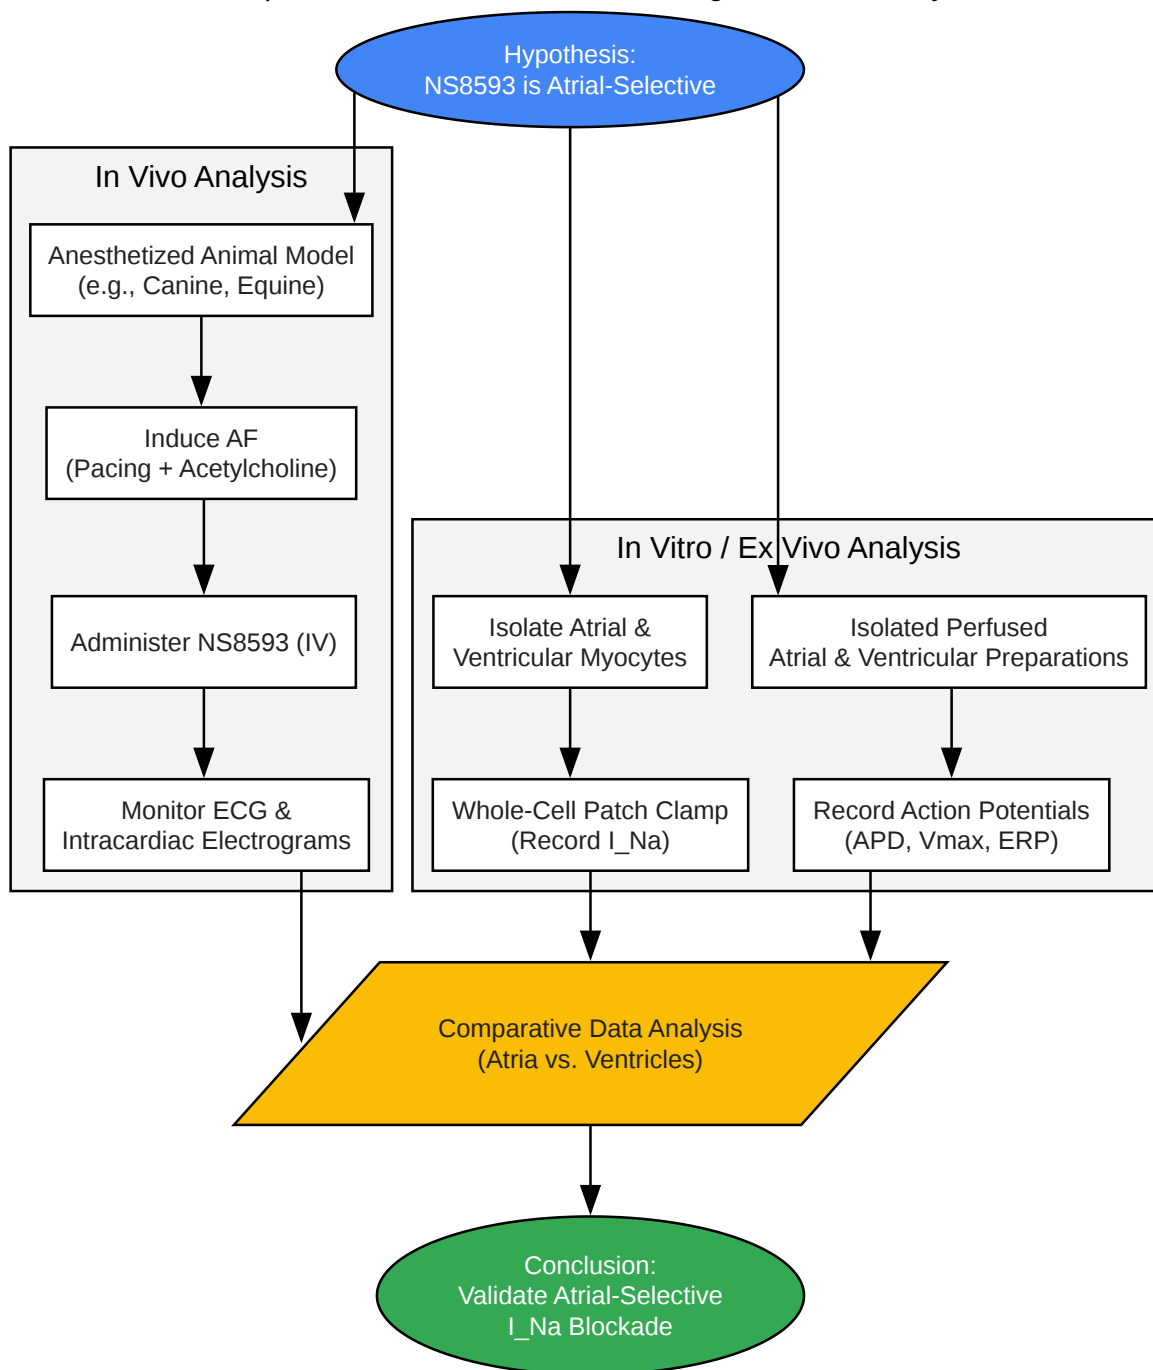 Hypothesis:
NS8593 is Atrial-Selective
In Vivo Analysis
Anesthetized Animal Model
(e.g., Canine, Equine)
Induce AF
(Pacing + Acetylcholine)
Administer NS8593 (IV)
Monitor ECG &
Intracardiac Electrograms
In Vitro / Ex Vivo Analysis
Isolate Atrial &
Ventricular Myocytes
Isolated Perfused
Atrial & Ventricular Preparations
Whole-Cell Patch Clamp
(Record I_Na)
Record Action Potentials
(APD, Vmax, ERP)
Comparative Data Analysis
(Atria vs. Ventricles)
Conclusion:
Validate Atrial-Selective
I_Na Blockade